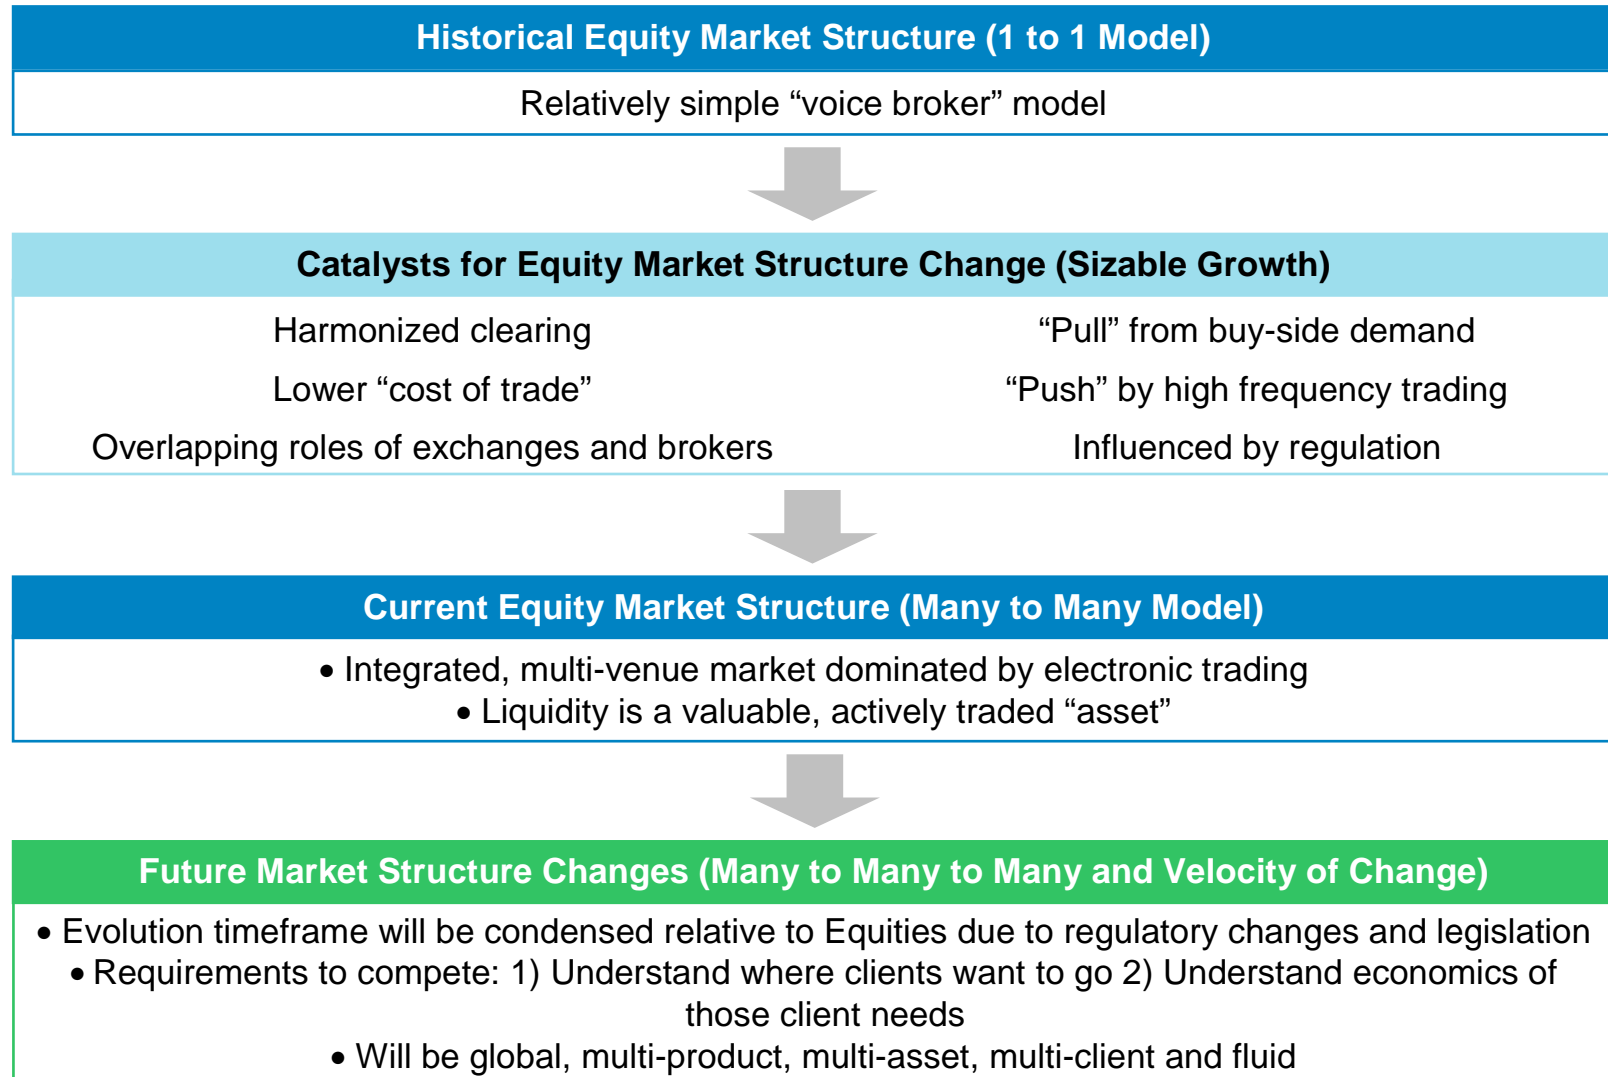 Historical Equity Market Structure (1 to 1 Model)
Relatively simple “voice broker” model
Catalysts for Equity Market Structure Change (Sizable Growth)
Harmonized clearing
Lower “cost of trade”
Overlapping roles of exchanges and brokers
“Pull” from buy-side demand
“Push” by high frequency trading
Influenced by regulation
Current Equity Market Structure (Many to Many Model)
• Integrated, multi-venue market dominated by electronic trading
• Liquidity is a valuable, actively traded “asset”
Future Market Structure Changes (Many to Many to Many and Velocity of Change)
• Evolution timeframe will be condensed relative to Equities due to regulatory changes and legislation
• Requirements to compete: 1) Understand where clients want to go 2) Understand economics of
those client needs
• Will be global, multi-product, multi-asset, multi-client and fluid